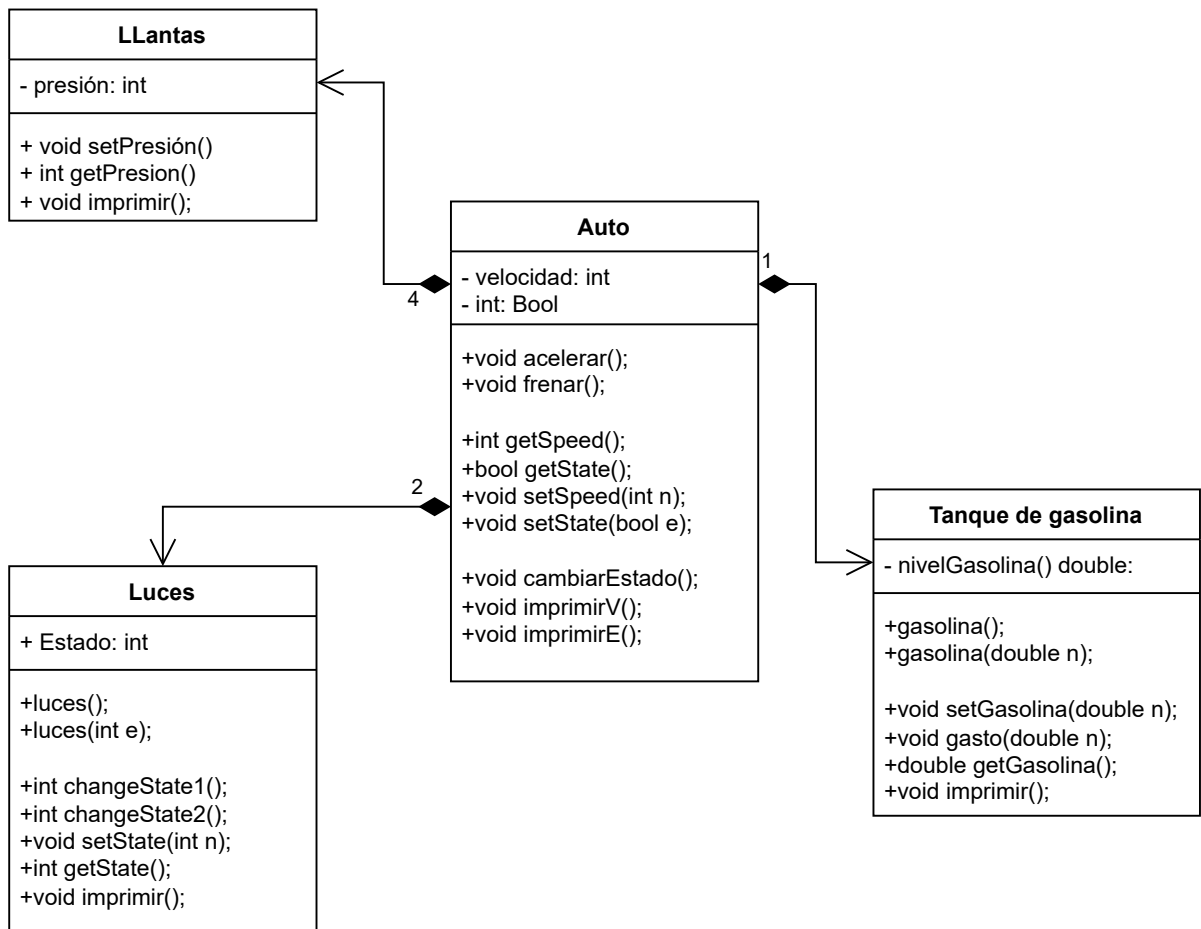 LLantas
- presión: int
+ void setPresión()
+ int getPresion()
+ void imprimir();
4
Auto
- velocidad: int
- int: Bool
+void acelerar();
+void frenar();
+int getSpeed();
+bool getState();
+void setSpeed(int n);
+void setState(bool e);
+void cambiarEstado();
+void imprimirV();
+void imprimirE();
1
2
Luces
+ Estado: int
+luces();
+luces(int e);
+int changeState1();
+int changeState2();
+void setState(int n);
+int getState();
+void imprimir();
Tanque de gasolina
- nivelGasolina() double:
+gasolina();
+gasolina(double n);
+void setGasolina(double n);
+void gasto(double n);
+double getGasolina();
+void imprimir();